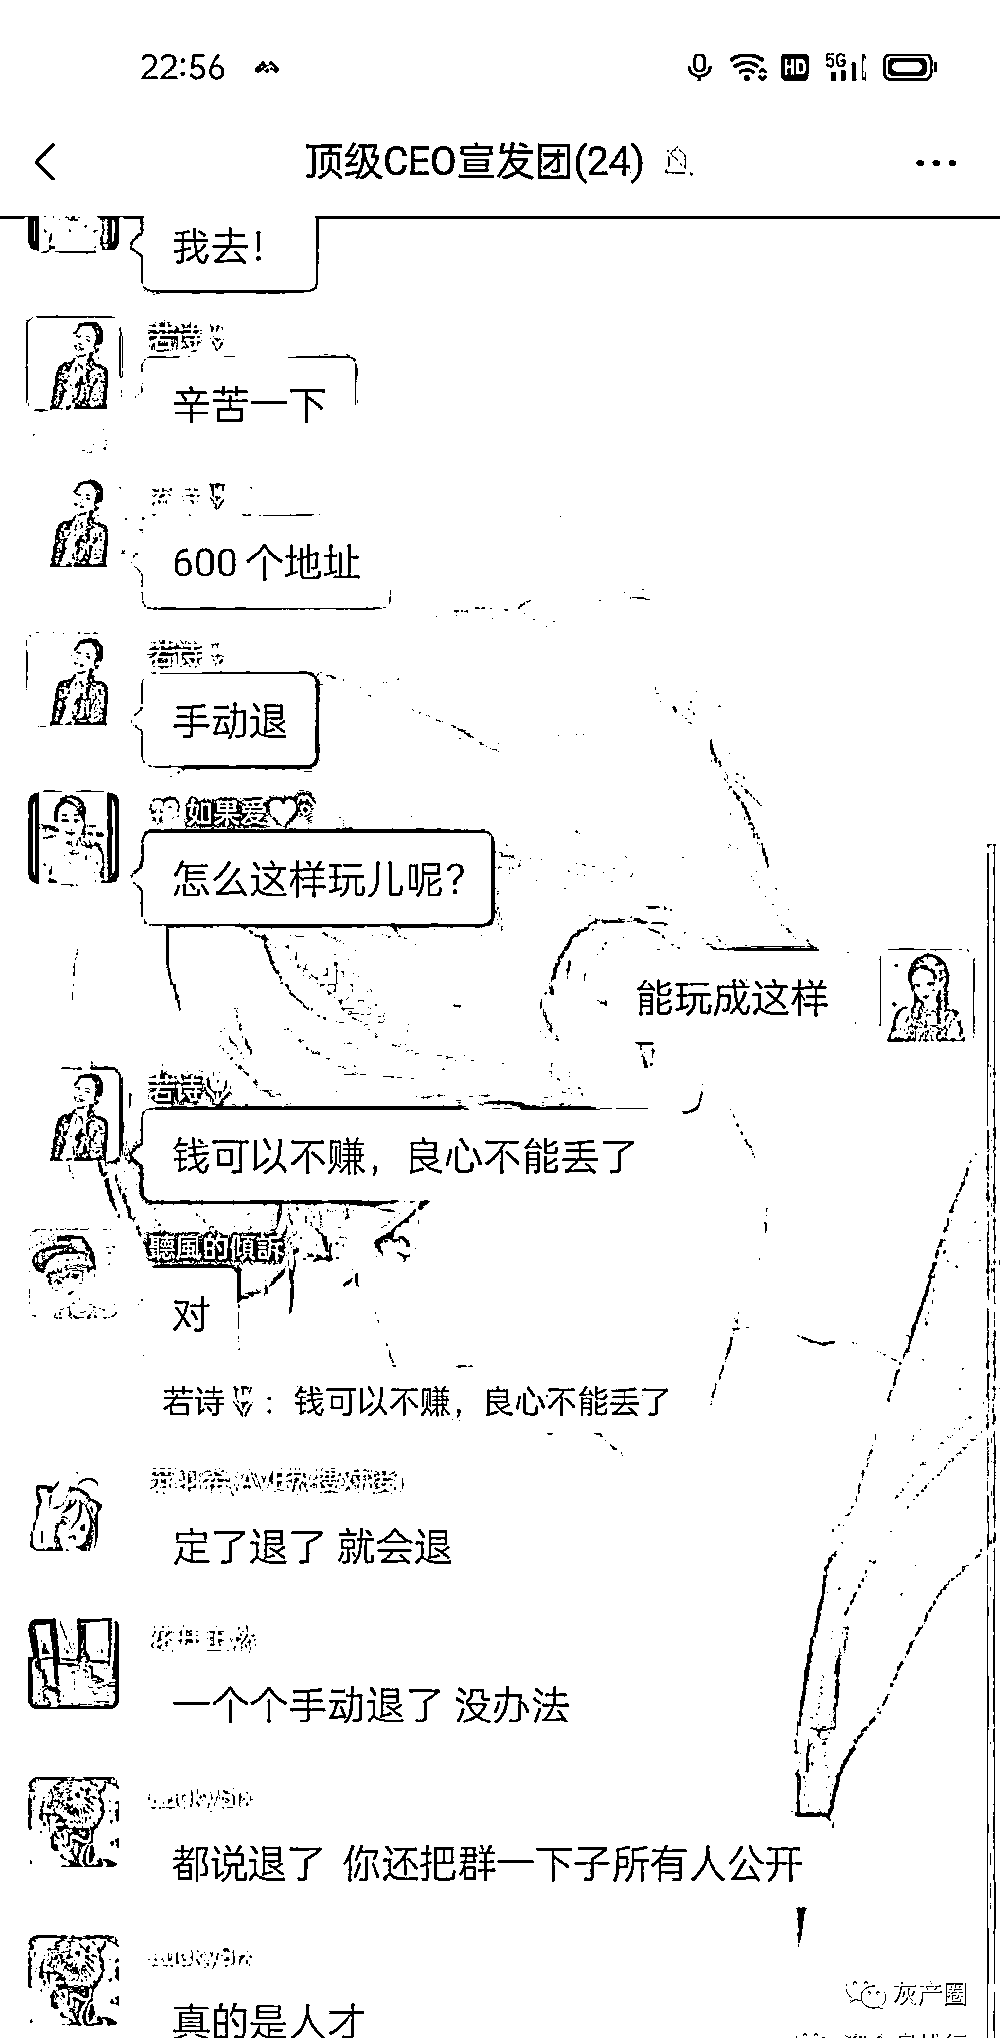 22:56
HD
5G
顶级CEO宣发团(24)
我去！
若诗
辛苦一下
600个地址
若诗
手动退
如果爱
怎么这样玩儿呢？
能玩成这样
若诗
钱可以不赚，良心不能丢了
聽風的傾訴
对
若诗：钱可以不赚，良心不能丢了
定了退了 就会退
一个个手动退了 没办法
都说退了 你还把群一下子所有人公开
真的是人才
灰产圈